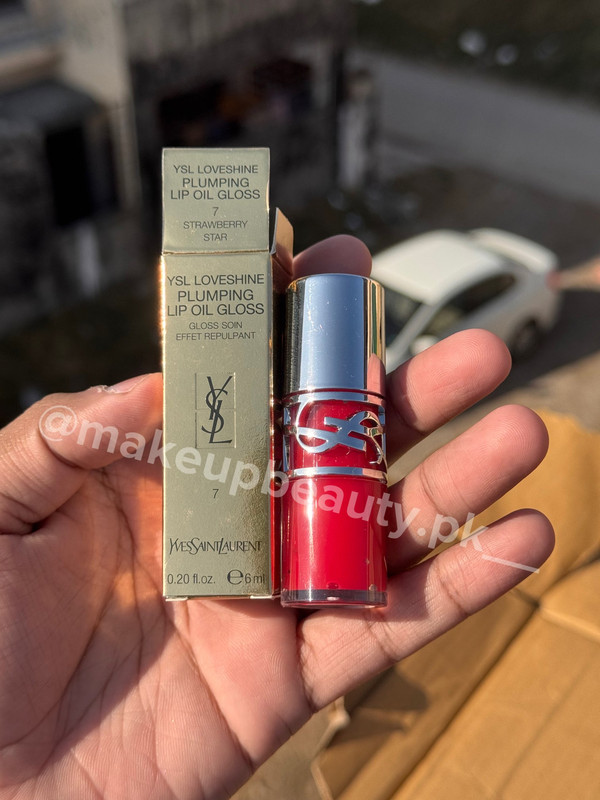 YSL LOVESHINE
PLUMPING
LIP OIL GLOSS
7
STRAWBERRY
STAR
YSL LOVESHINE
PLUMPING
LIP OIL GLOSS
GLOSS SOIN
EFFET REPULPANT
YSL
7
YVESSAINTLAURENT
0.20 fl.oz. ℮6ml
@makeupbeauty.pk__